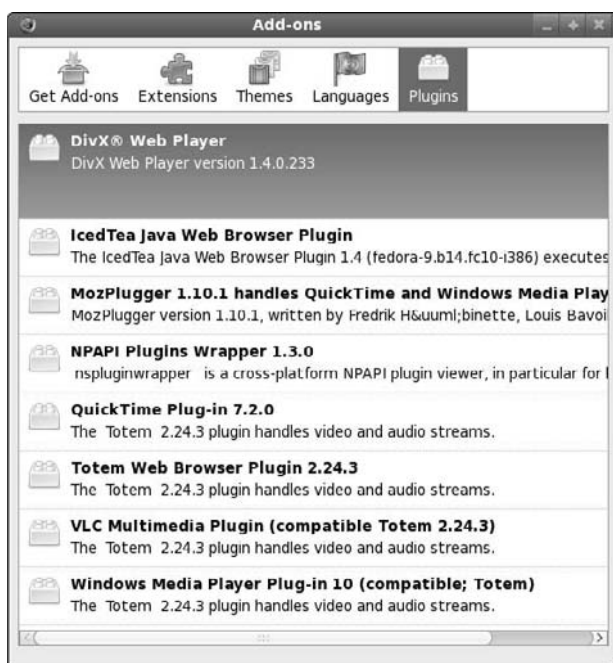 Add-ons
Get Add-ons Extensions Themes Languages Plugins
DivX® Web Player
DivX Web Player version 1.4.0.233
IcedTea Java Web Browser Plugin
The IcedTea Java Web Browser Plugin 1.4 (fedora-9.b14.fc10-i386) executes
MozPlugger 1.10.1 handles QuickTime and Windows Media Play
MozPlugger version 1.10.1, written by Fredrik H&uuml;binette, Louis Bavoil
NPAPI Plugins Wrapper 1.3.0
nspluginwrapper is a cross-platform NPAPI plugin viewer, in particular for l
QuickTime Plug-in 7.2.0
The Totem 2.24.3 plugin handles video and audio streams.
Totem Web Browser Plugin 2.24.3
The Totem 2.24.3 plugin handles video and audio streams.
VLC Multimedia Plugin (compatible Totem 2.24.3)
The Totem 2.24.3 plugin handles video and audio streams.
Windows Media Player Plug-in 10 (compatible; Totem)
The Totem 2.24.3 plugin handles video and audio streams.